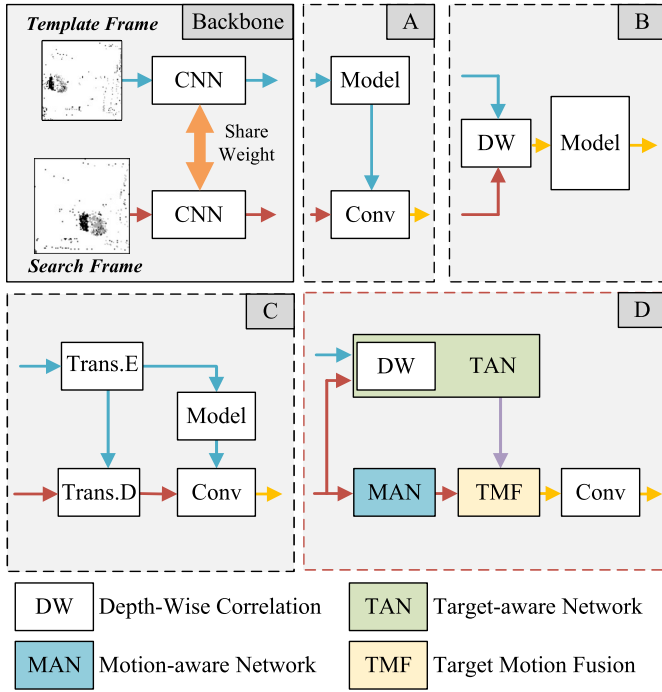 Template Frame
Backbone
CNN
Share
Weight
CNN
Search Frame
A
Model
Conv
B
DW
Model
C
Trans.E
Model
Trans.D
Conv
D
DW
TAN
MAN
TMF
Conv
DW Depth-Wise Correlation
TAN Target-aware Network
MAN Motion-aware Network
TMF Target Motion Fusion